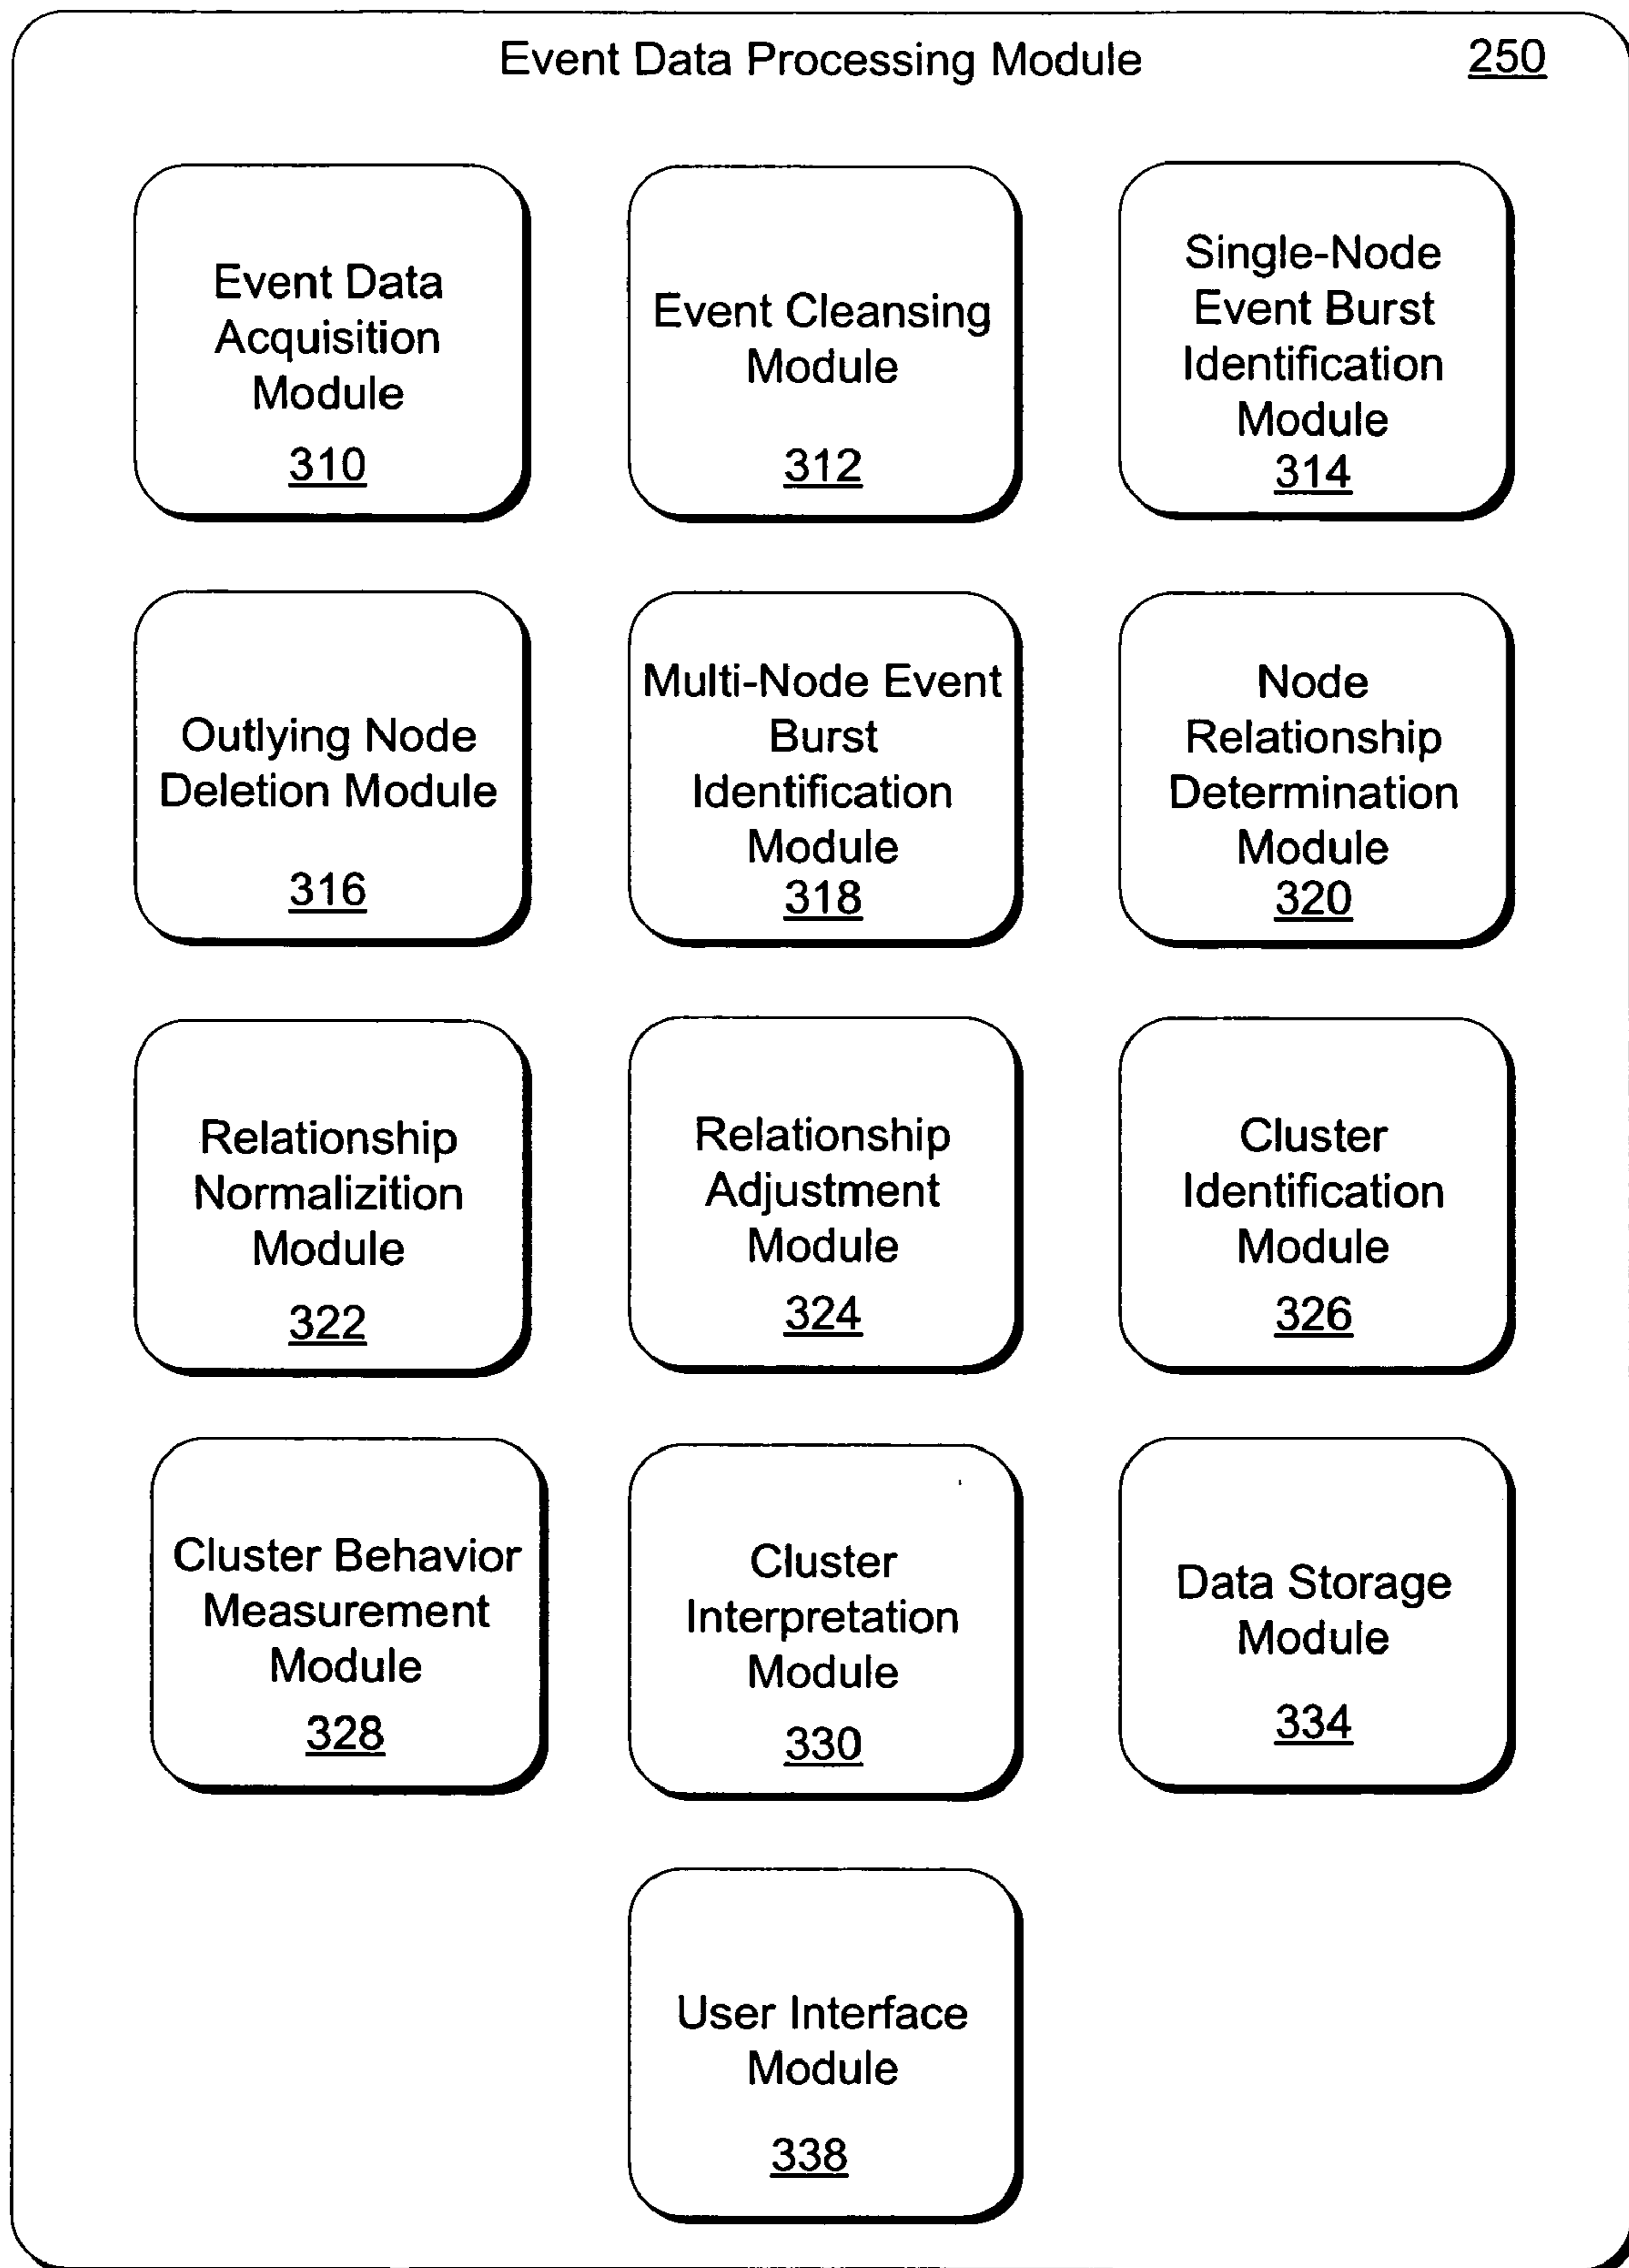 Event Data Processing Module 250
Event Data
Acquisition
Module
310
Event Cleansing
Module
312
Single-Node
Event Burst
Identification
Module
314
Outlying Node
Deletion Module
316
Multi-Node Event
Burst
Identification
Module
318
Node
Relationship
Determination
Module
320
Relationship
Normalizition
Module
322
Relationship
Adjustment
Module
324
Cluster
Identification
Module
326
Cluster Behavior
Measurement
Module
328
Cluster
Interpretation
Module
330
Data Storage
Module
334
User Interface
Module
338